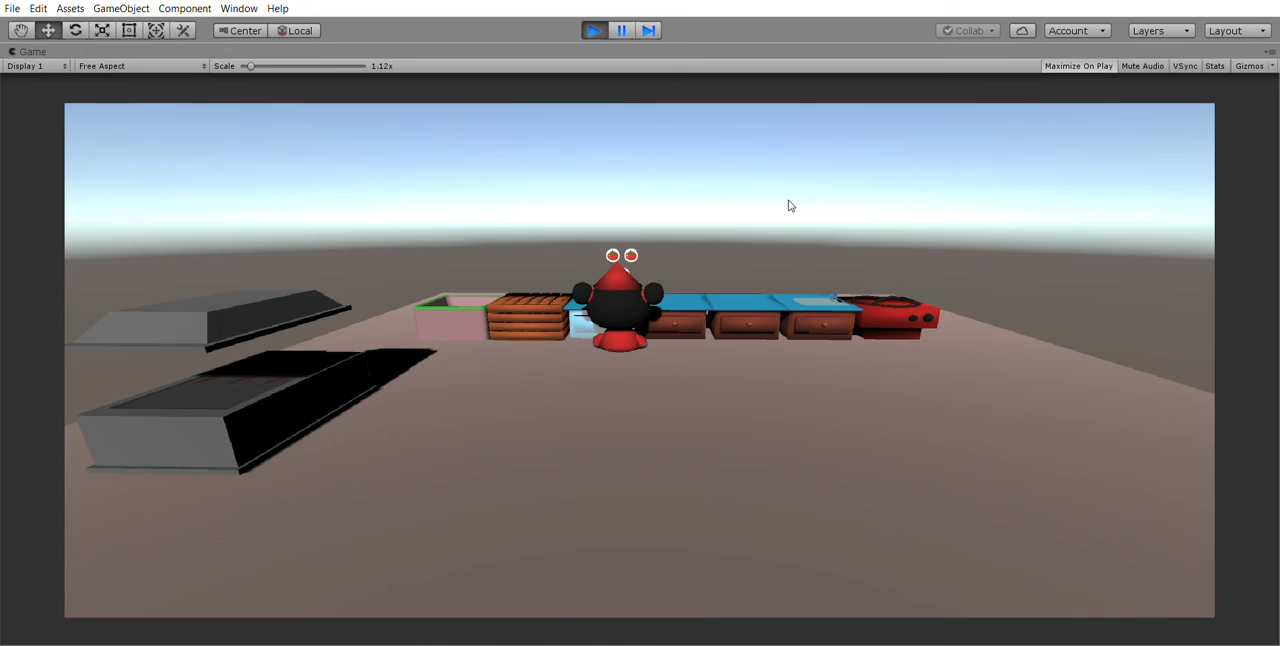 File Edit Assets GameObject Component Window Help
Center Local Collab Account Layers Layout
Game
Display 1 Free Aspect Scale 1.12x Maximize On Play Mute Audio VSync Stats Gizmos